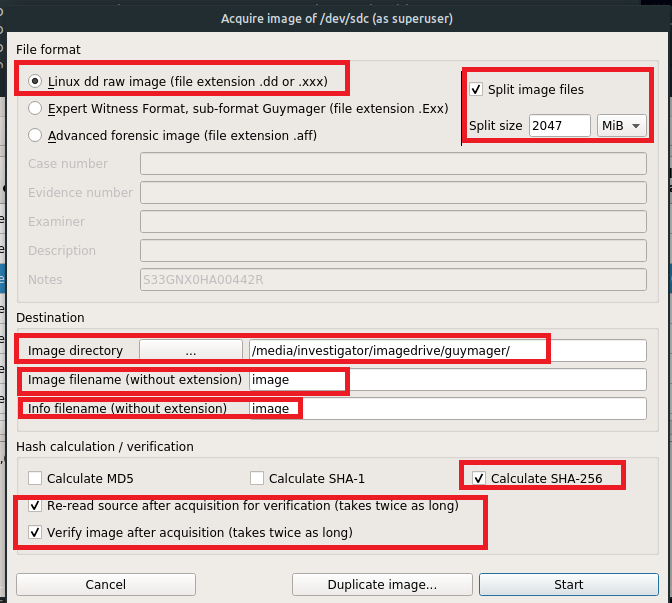 Acquire image of /dev/sdc (as superuser)
File format
Linux dd raw image (file extension .dd or .xxx)
Split image files
Expert Witness Format, sub-format Guymager (file extension .Exx)
Split size 2047 MiB
Advanced forensic image (file extension .aff)
Case number
Evidence number
Examiner
Description
Notes S33GNX0HA00442R
Destination
Image directory ... /media/investigator/imagedrive/guymager/
Image filename (without extension) image
Info filename (without extension) image
Hash calculation / verification
Calculate MD5 Calculate SHA-1 Calculate SHA-256
Re-read source after acquisition for verification (takes twice as long)
Verify image after acquisition (takes twice as long)
Cancel Duplicate image... Start